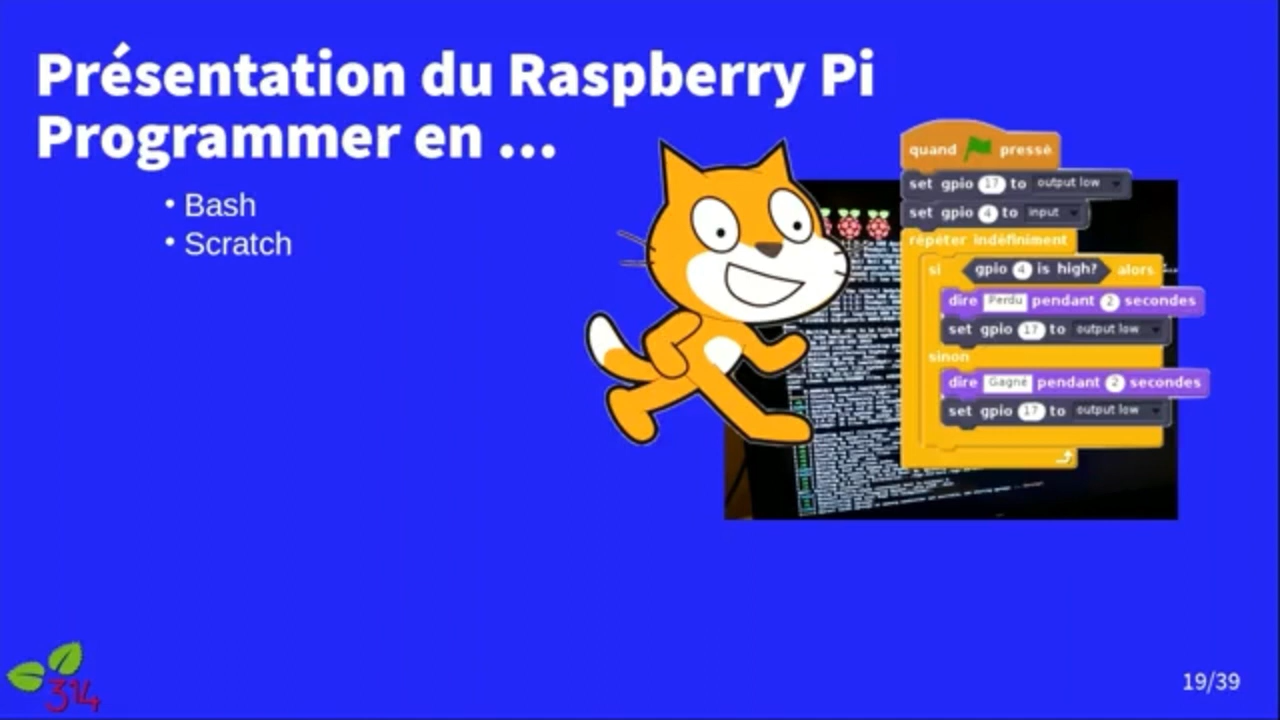 Présentation du Raspberry Pi
Programmer en ...
• Bash
• Scratch
quand pressé
set gpio 17 to output low
set gpio 4 to input
répéter indéfiniment
si gpio 4 is high? alors
dire Perdu pendant 2 secondes
set gpio 17 to output low
sinon
dire Gagné pendant 2 secondes
set gpio 17 to output low
314
19/39